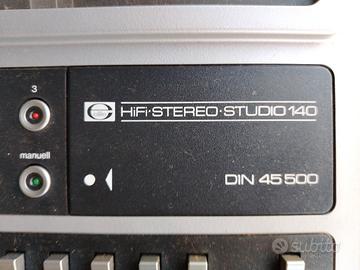 3
HiFi·STEREO·STUDIO 140
manuell
DIN 45 500
subito